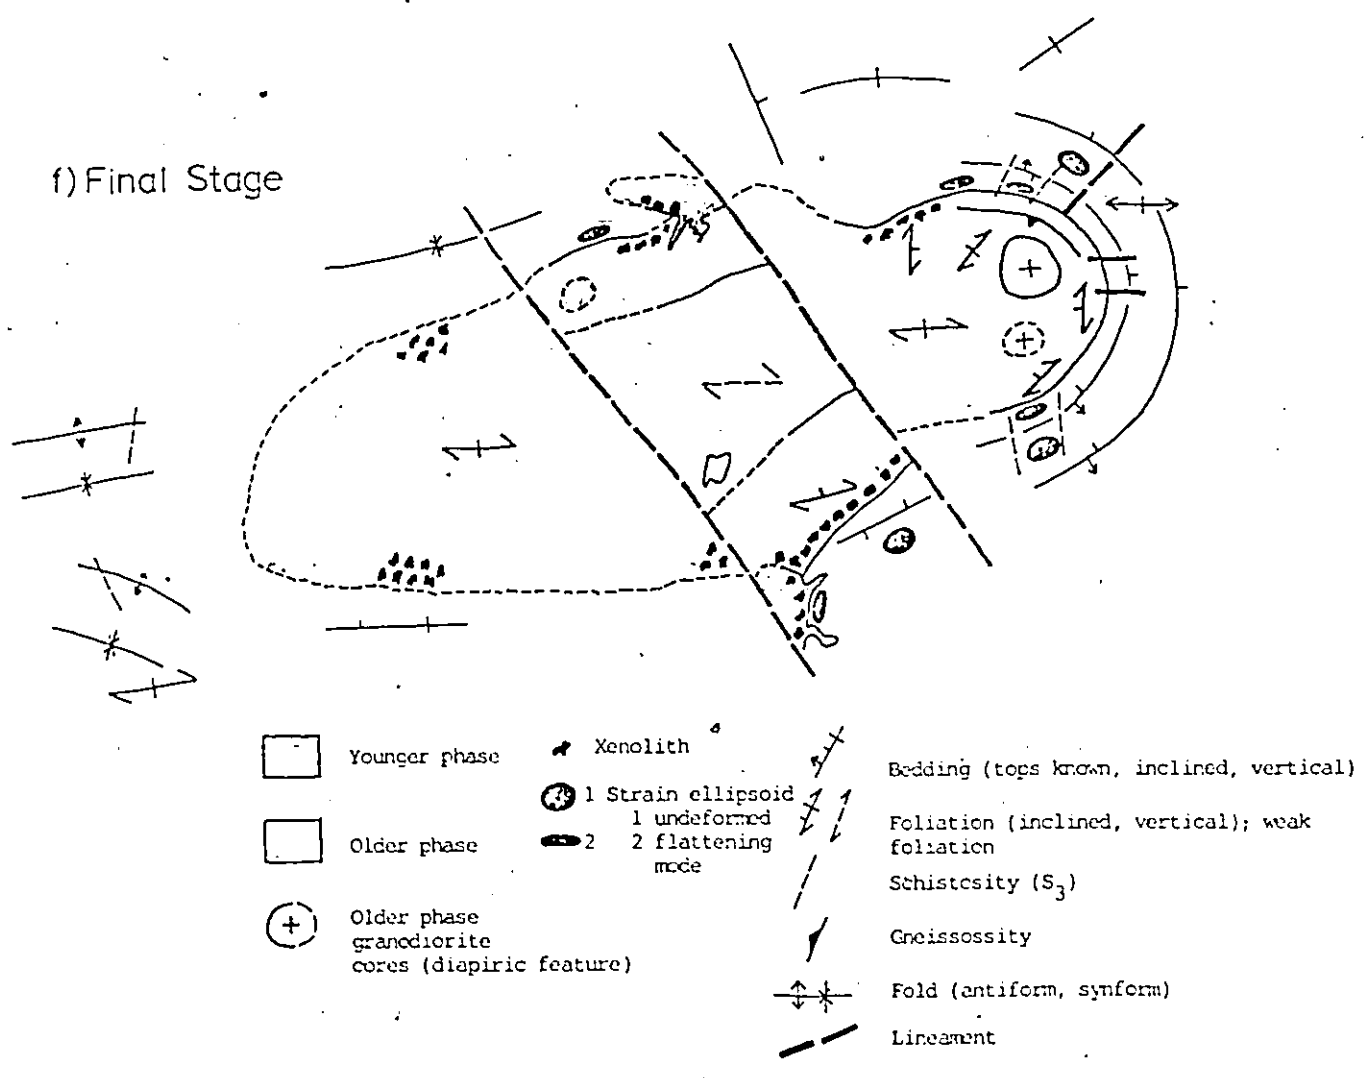 f) Final Stage
Younger phase
Older phase
Older phase
granodiorite
cores (diapiric feature)
Xenolith
1 Strain ellipsoid
1 undeformed
2 2 flattening
mode
Bedding (tops known, inclined, vertical)
Foliation (inclined, vertical); weak
foliation
Schistosity (S3)
Gneissossity
Fold (antiform, synform)
Lineament